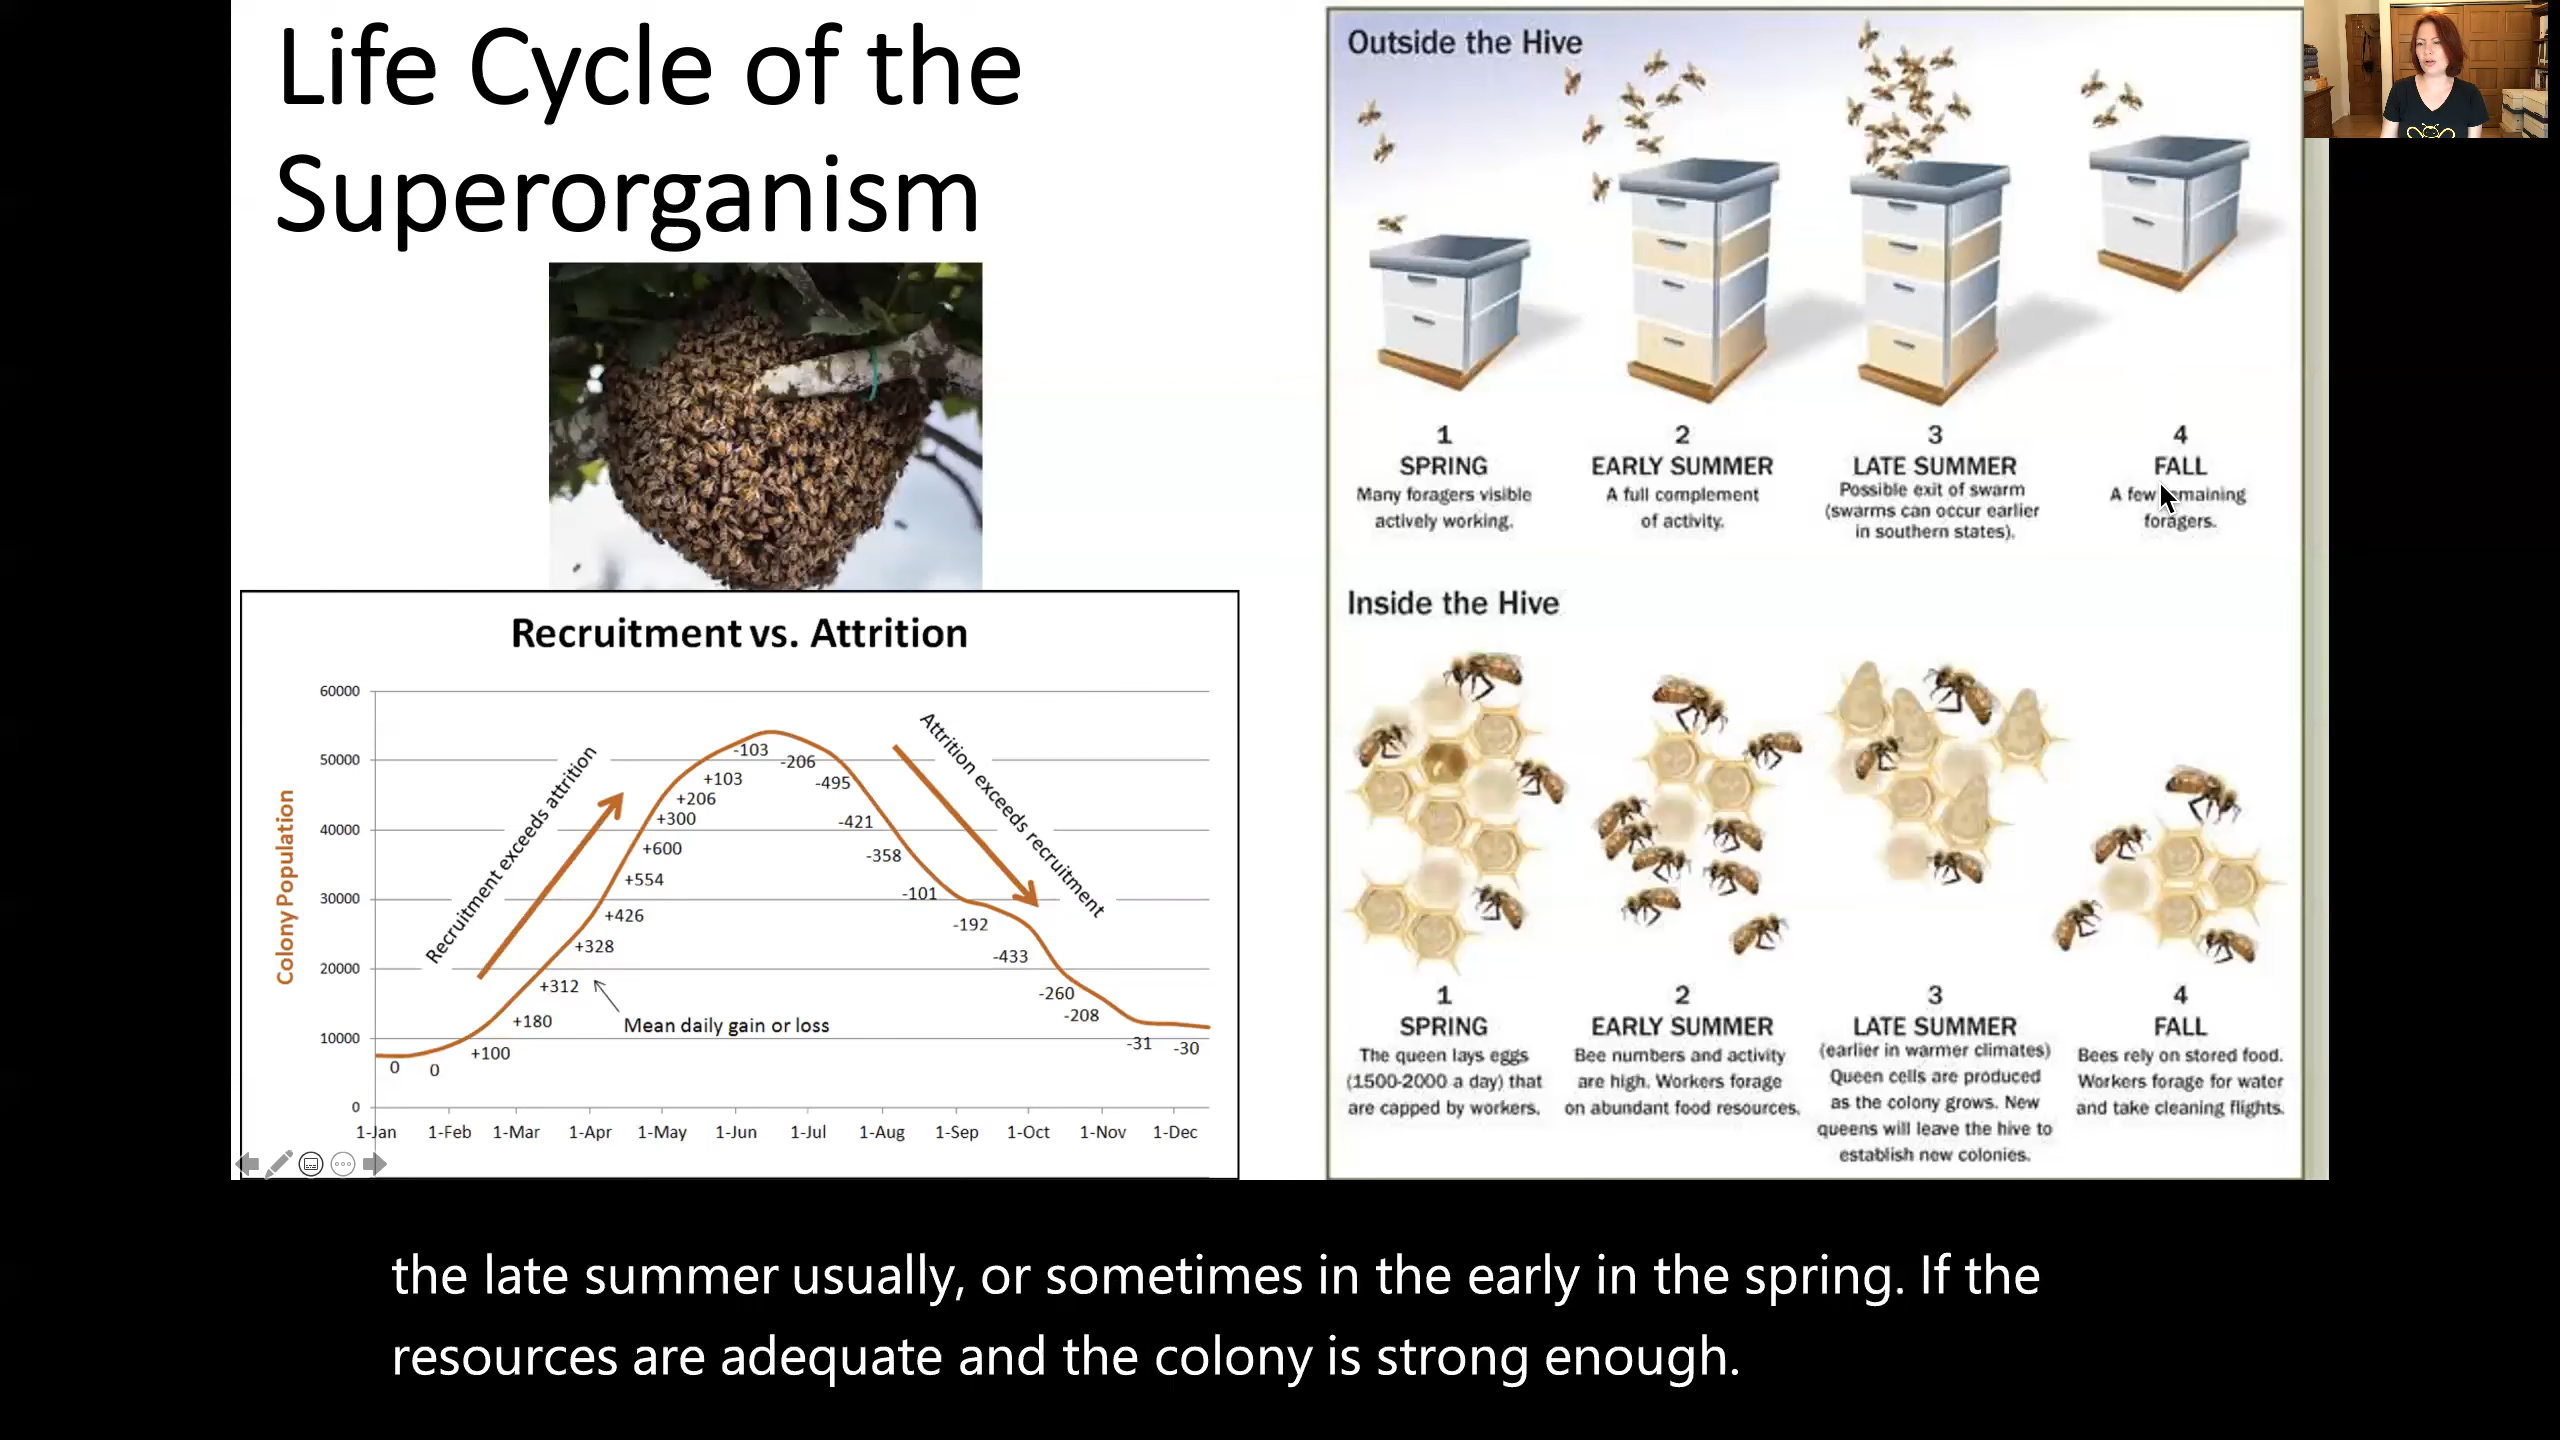 Life Cycle of the
Superorganism
Recruitment vs. Attrition
Colony Population
60000
50000
40000
30000
20000
10000
0
Recruitment exceeds attrition
Attrition exceeds recruitment
0
0
+100
+180
+312
+328
+426
+554
+600
+300
+206
+103
-103
-206
-495
-421
-358
-101
-192
-433
-260
-208
-31
-30
Mean daily gain or loss
1-Jan 1-Feb 1-Mar 1-Apr 1-May 1-Jun 1-Jul 1-Aug 1-Sep 1-Oct 1-Nov 1-Dec
Outside the Hive
1
SPRING
Many foragers visible
actively working.
2
EARLY SUMMER
A full complement
of activity.
3
LATE SUMMER
Possible exit of swarm
(swarms can occur earlier
in southern states).
4
FALL
A few remaining
foragers.
Inside the Hive
1
SPRING
The queen lays eggs
(1500-2000 a day) that
are capped by workers.
2
EARLY SUMMER
Bee numbers and activity
are high. Workers forage
on abundant food resources.
3
LATE SUMMER
(earlier in warmer climates)
Queen cells are produced
as the colony grows. New
queens will leave the hive to
establish new colonies.
4
FALL
Bees rely on stored food.
Workers forage for water
and take cleaning flights.
the late summer usually, or sometimes in the early in the spring. If the
resources are adequate and the colony is strong enough.